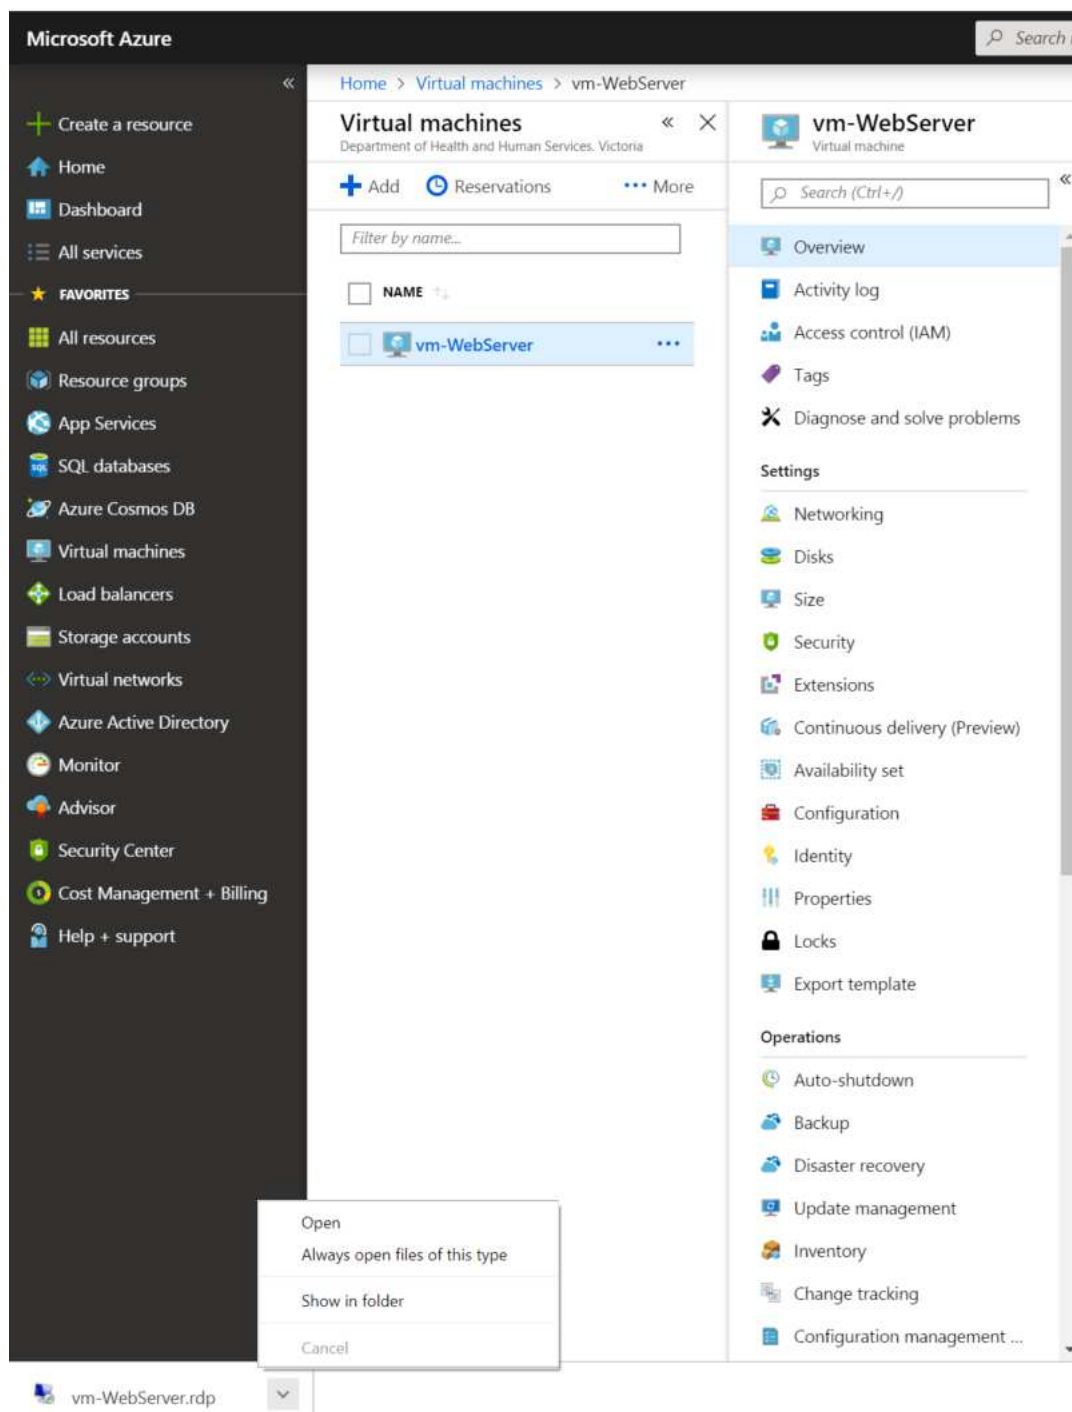 Microsoft Azure
Search
Create a resource
Home
Dashboard
All services
FAVORITES
All resources
Resource groups
App Services
SQL databases
Azure Cosmos DB
Virtual machines
Load balancers
Storage accounts
Virtual networks
Azure Active Directory
Monitor
Advisor
Security Center
Cost Management + Billing
Help + support
Home > Virtual machines > vm-WebServer
Virtual machines
Department of Health and Human Services. Victoria
Add Reservations ••• More
Filter by name...
NAME
vm-WebServer •••
vm-WebServer
Virtual machine
Search (Ctrl+/)
Overview
Activity log
Access control (IAM)
Tags
Diagnose and solve problems
Settings
Networking
Disks
Size
Security
Extensions
Continuous delivery (Preview)
Availability set
Configuration
Identity
Properties
Locks
Export template
Operations
Auto-shutdown
Backup
Disaster recovery
Update management
Inventory
Change tracking
Configuration management ...
Open
Always open files of this type
Show in folder
Cancel
vm-WebServer.rdp